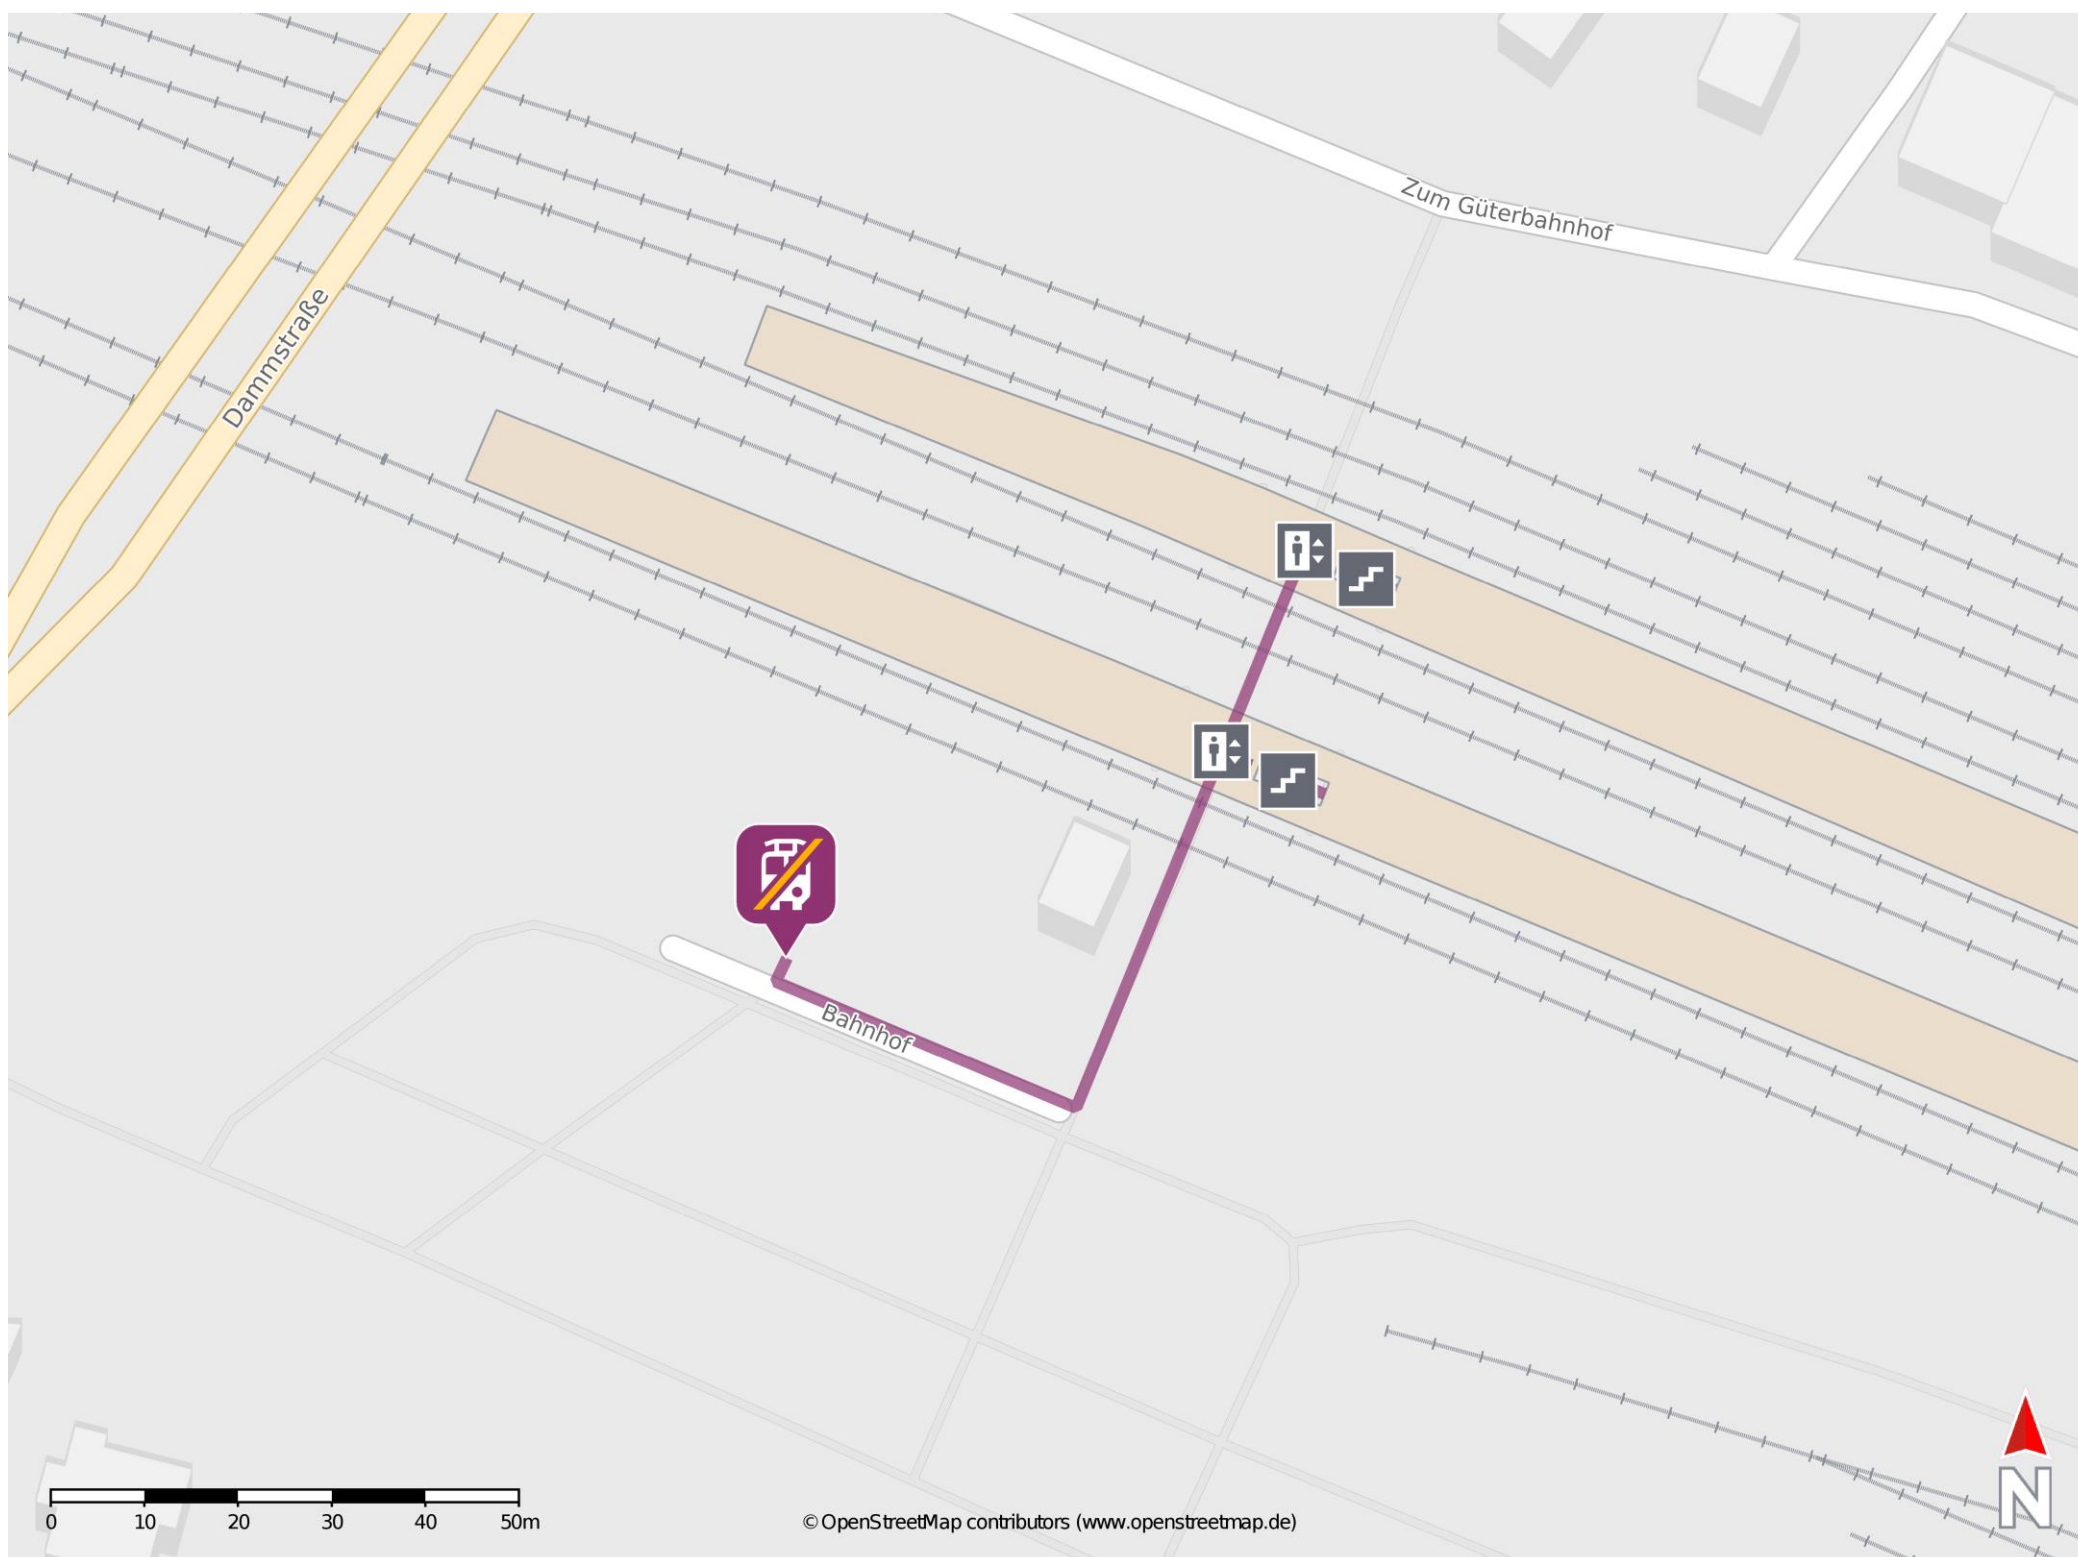 Zum Güterbahnhof
Dammstraße
Bahnhof
0 10 20 30 40 50m
© OpenStreetMap contributors (www.openstreetmap.de)
N